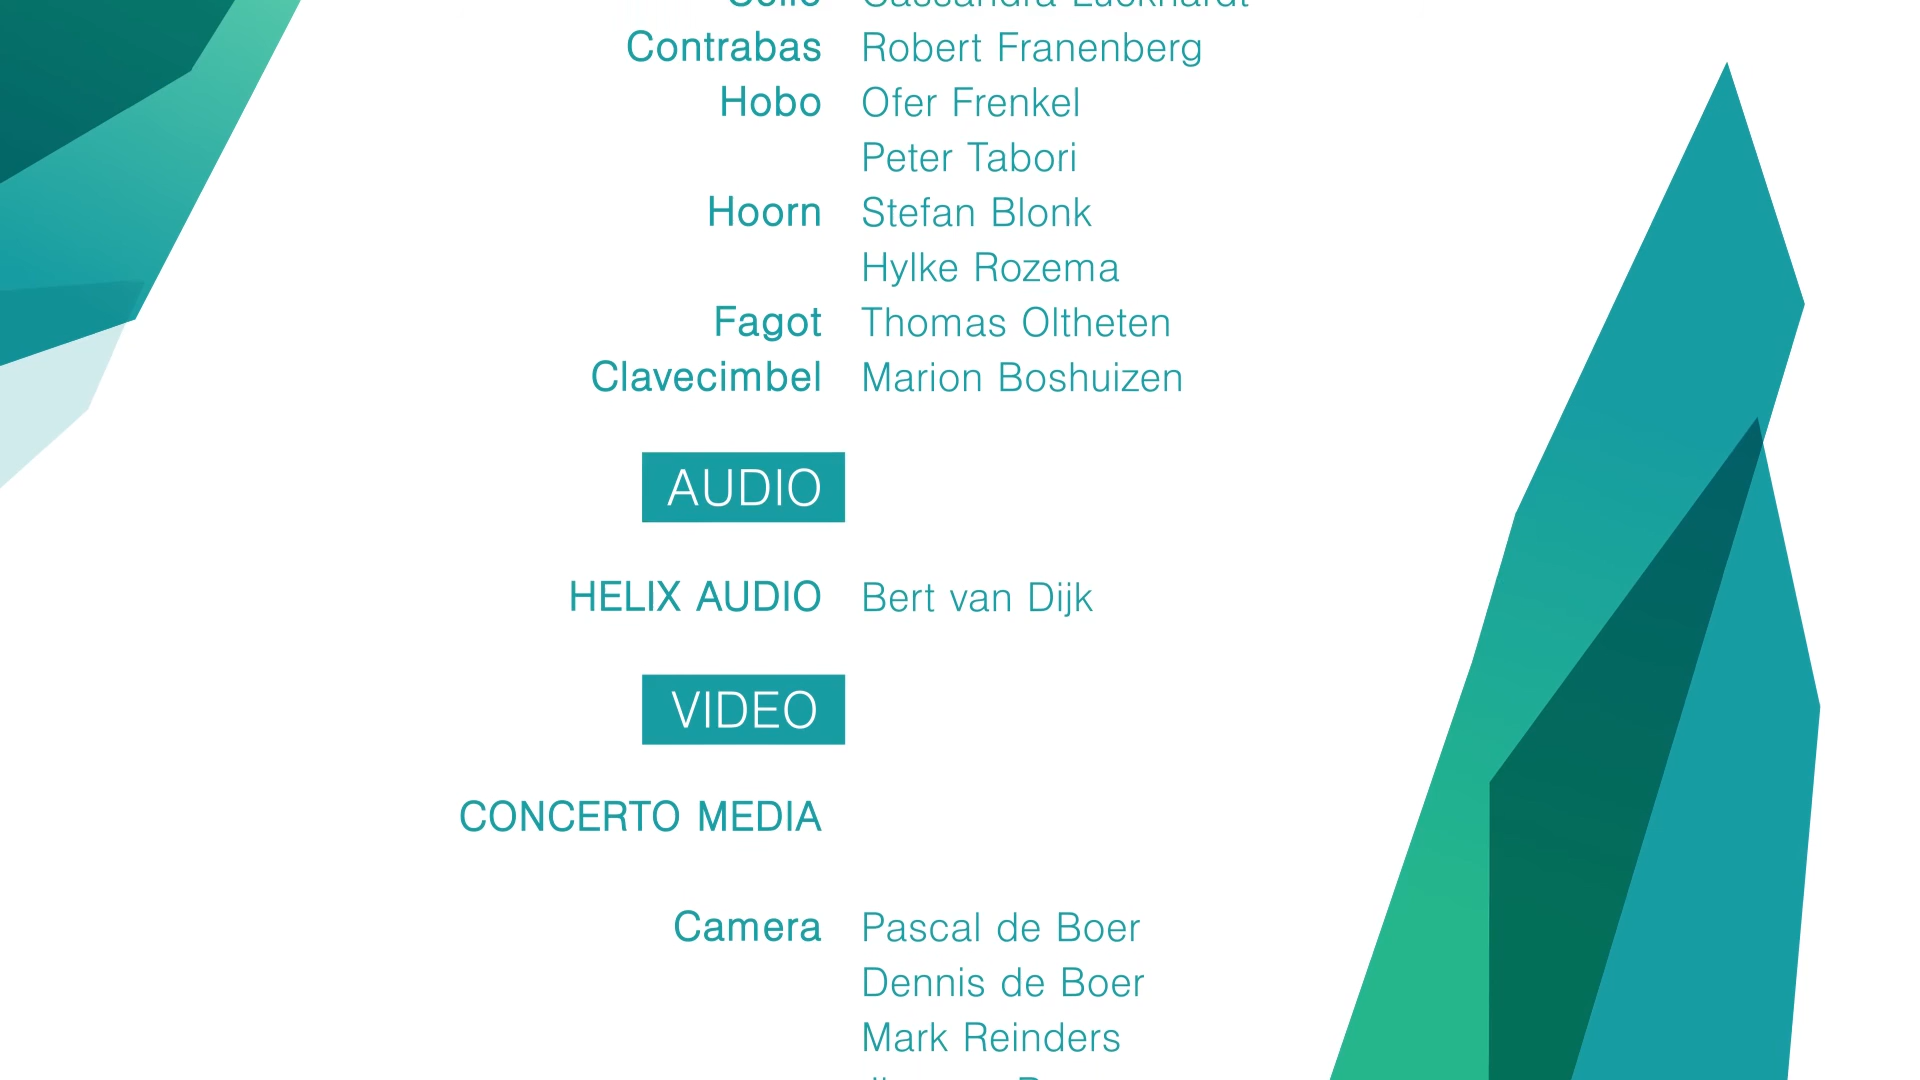 Contrabas Robert Franenberg
Hobo Ofer Frenkel
Peter Tabori
Hoorn Stefan Blonk
Hylke Rozema
Fagot Thomas Oltheten
Clavecimbel Marion Boshuizen
AUDIO
HELIX AUDIO Bert van Dijk
VIDEO
CONCERTO MEDIA
Camera Pascal de Boer
Dennis de Boer
Mark Reinders